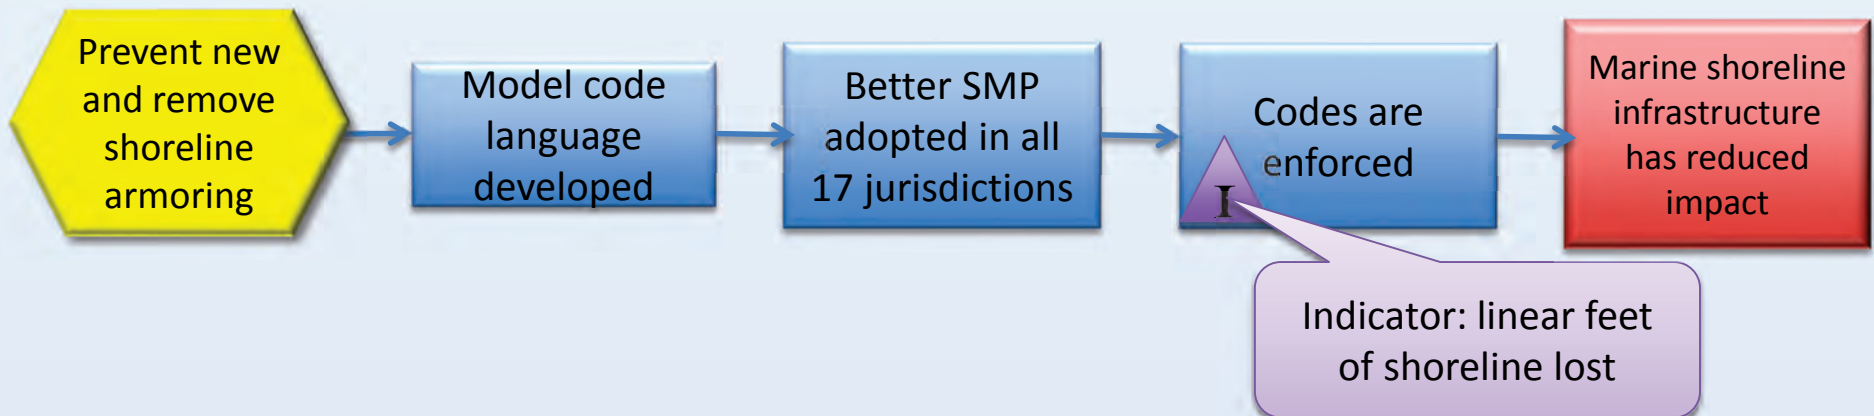 Prevent new
and remove
shoreline
armoring
Model code
language
developed
Better SMP
adopted in all
17 jurisdictions
Codes are
enforced
I
Marine shoreline
infrastructure
has reduced
impact
Indicator: linear feet
of shoreline lost